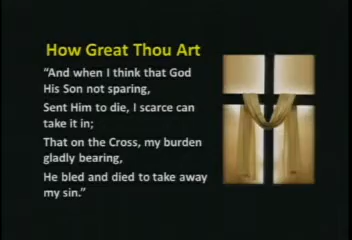 How Great Thou Art
“And when I think that God
His Son not sparing,
Sent Him to die, I scarce can
take it in;
That on the Cross, my burden
gladly bearing,
He bled and died to take away
my sin.”